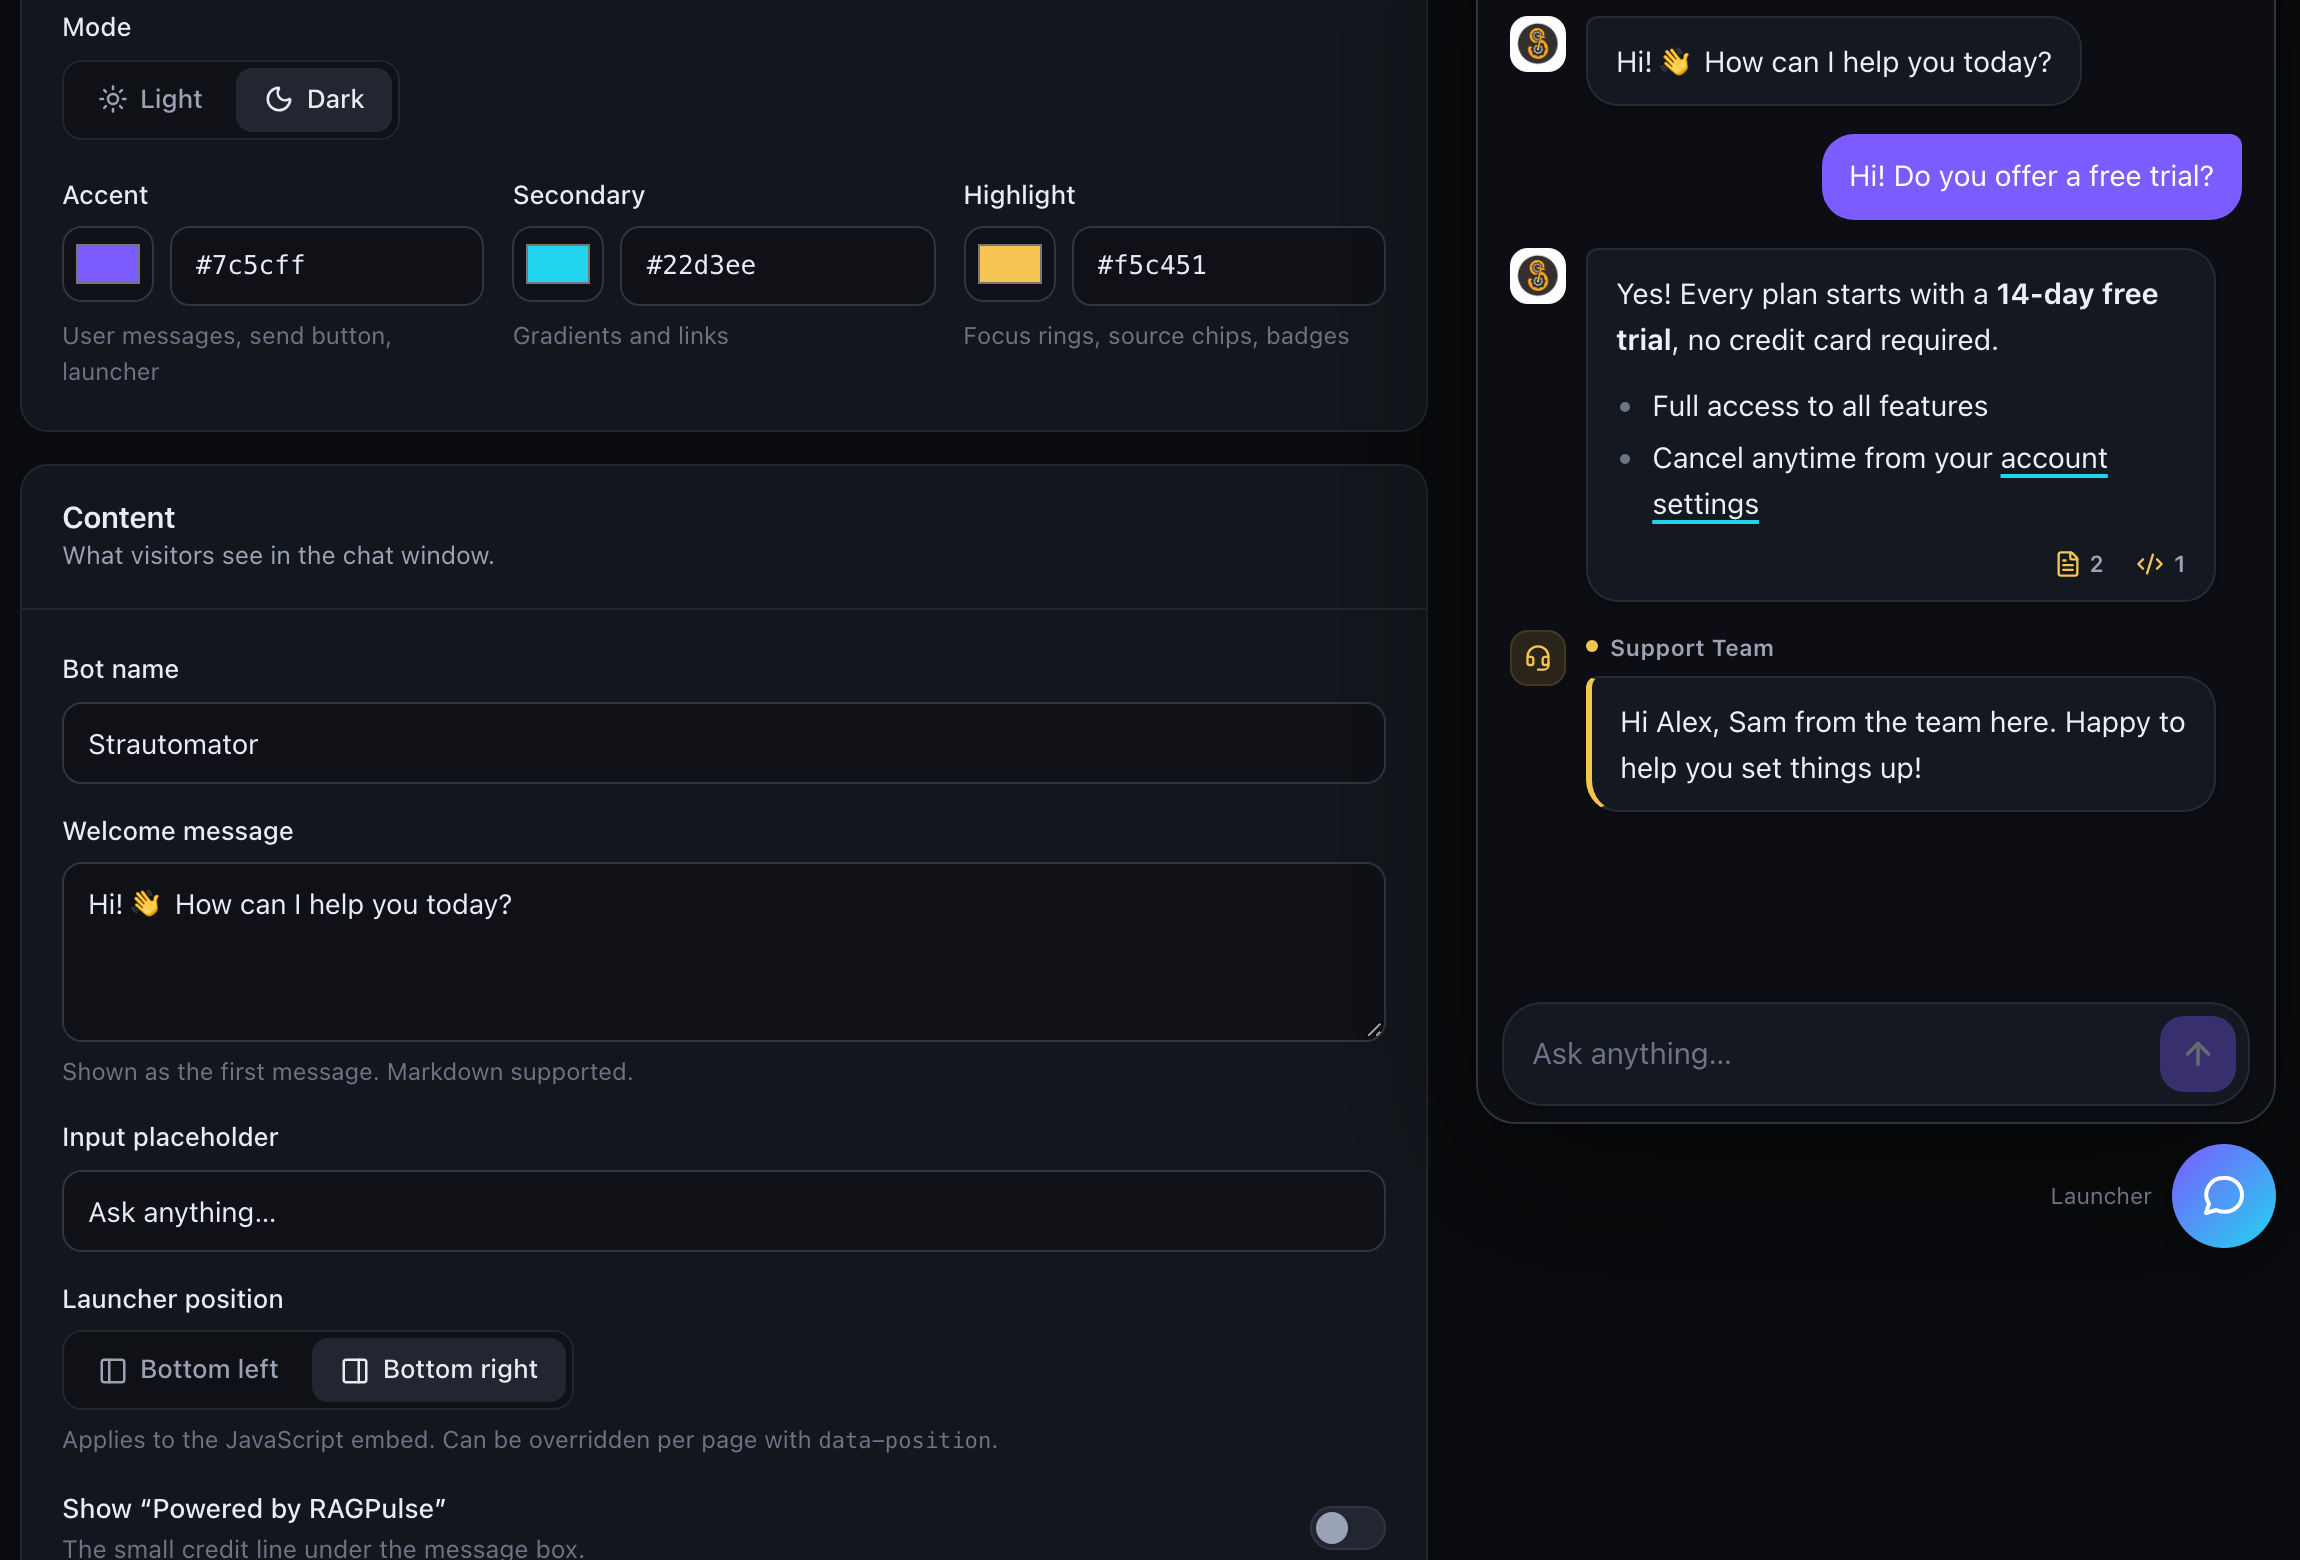 Mode
Light
Dark
Accent
Secondary
Highlight
#7c5cff
#22d3ee
#f5c451
User messages, send button,
launcher
Gradients and links
Focus rings, source chips, badges
Content
What visitors see in the chat window.
Bot name
Strautomator
Welcome message
Hi! 👋 How can I help you today?
Shown as the first message. Markdown supported.
Input placeholder
Ask anything...
Launcher position
Bottom left
Bottom right
Applies to the JavaScript embed. Can be overridden per page with data-position.
Show “Powered by RAGPulse”
The small credit line under the message box.
Hi! 👋 How can I help you today?
Hi! Do you offer a free trial?
Yes! Every plan starts with a 14-day free
trial, no credit card required.
• Full access to all features
• Cancel anytime from your account
settings
2
</> 1
Support Team
Hi Alex, Sam from the team here. Happy to
help you set things up!
Ask anything...
Launcher